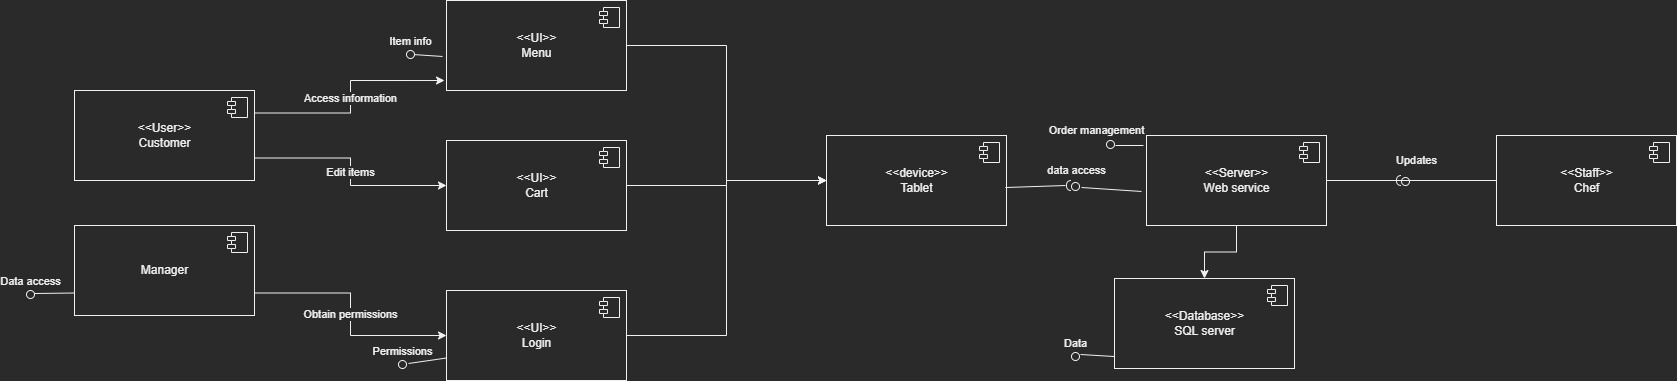 <<UI>>
Menu
Item info
Access information
<<User>>
Customer
<<UI>>
Cart
Edit items
Manager
Data access
Obtain permissions
<<UI>>
Login
Permissions
<<device>>
Tablet
Order management
data access
<<Server>>
Web service
Updates
<<Staff>>
Chef
<<Database>>
SQL server
Data